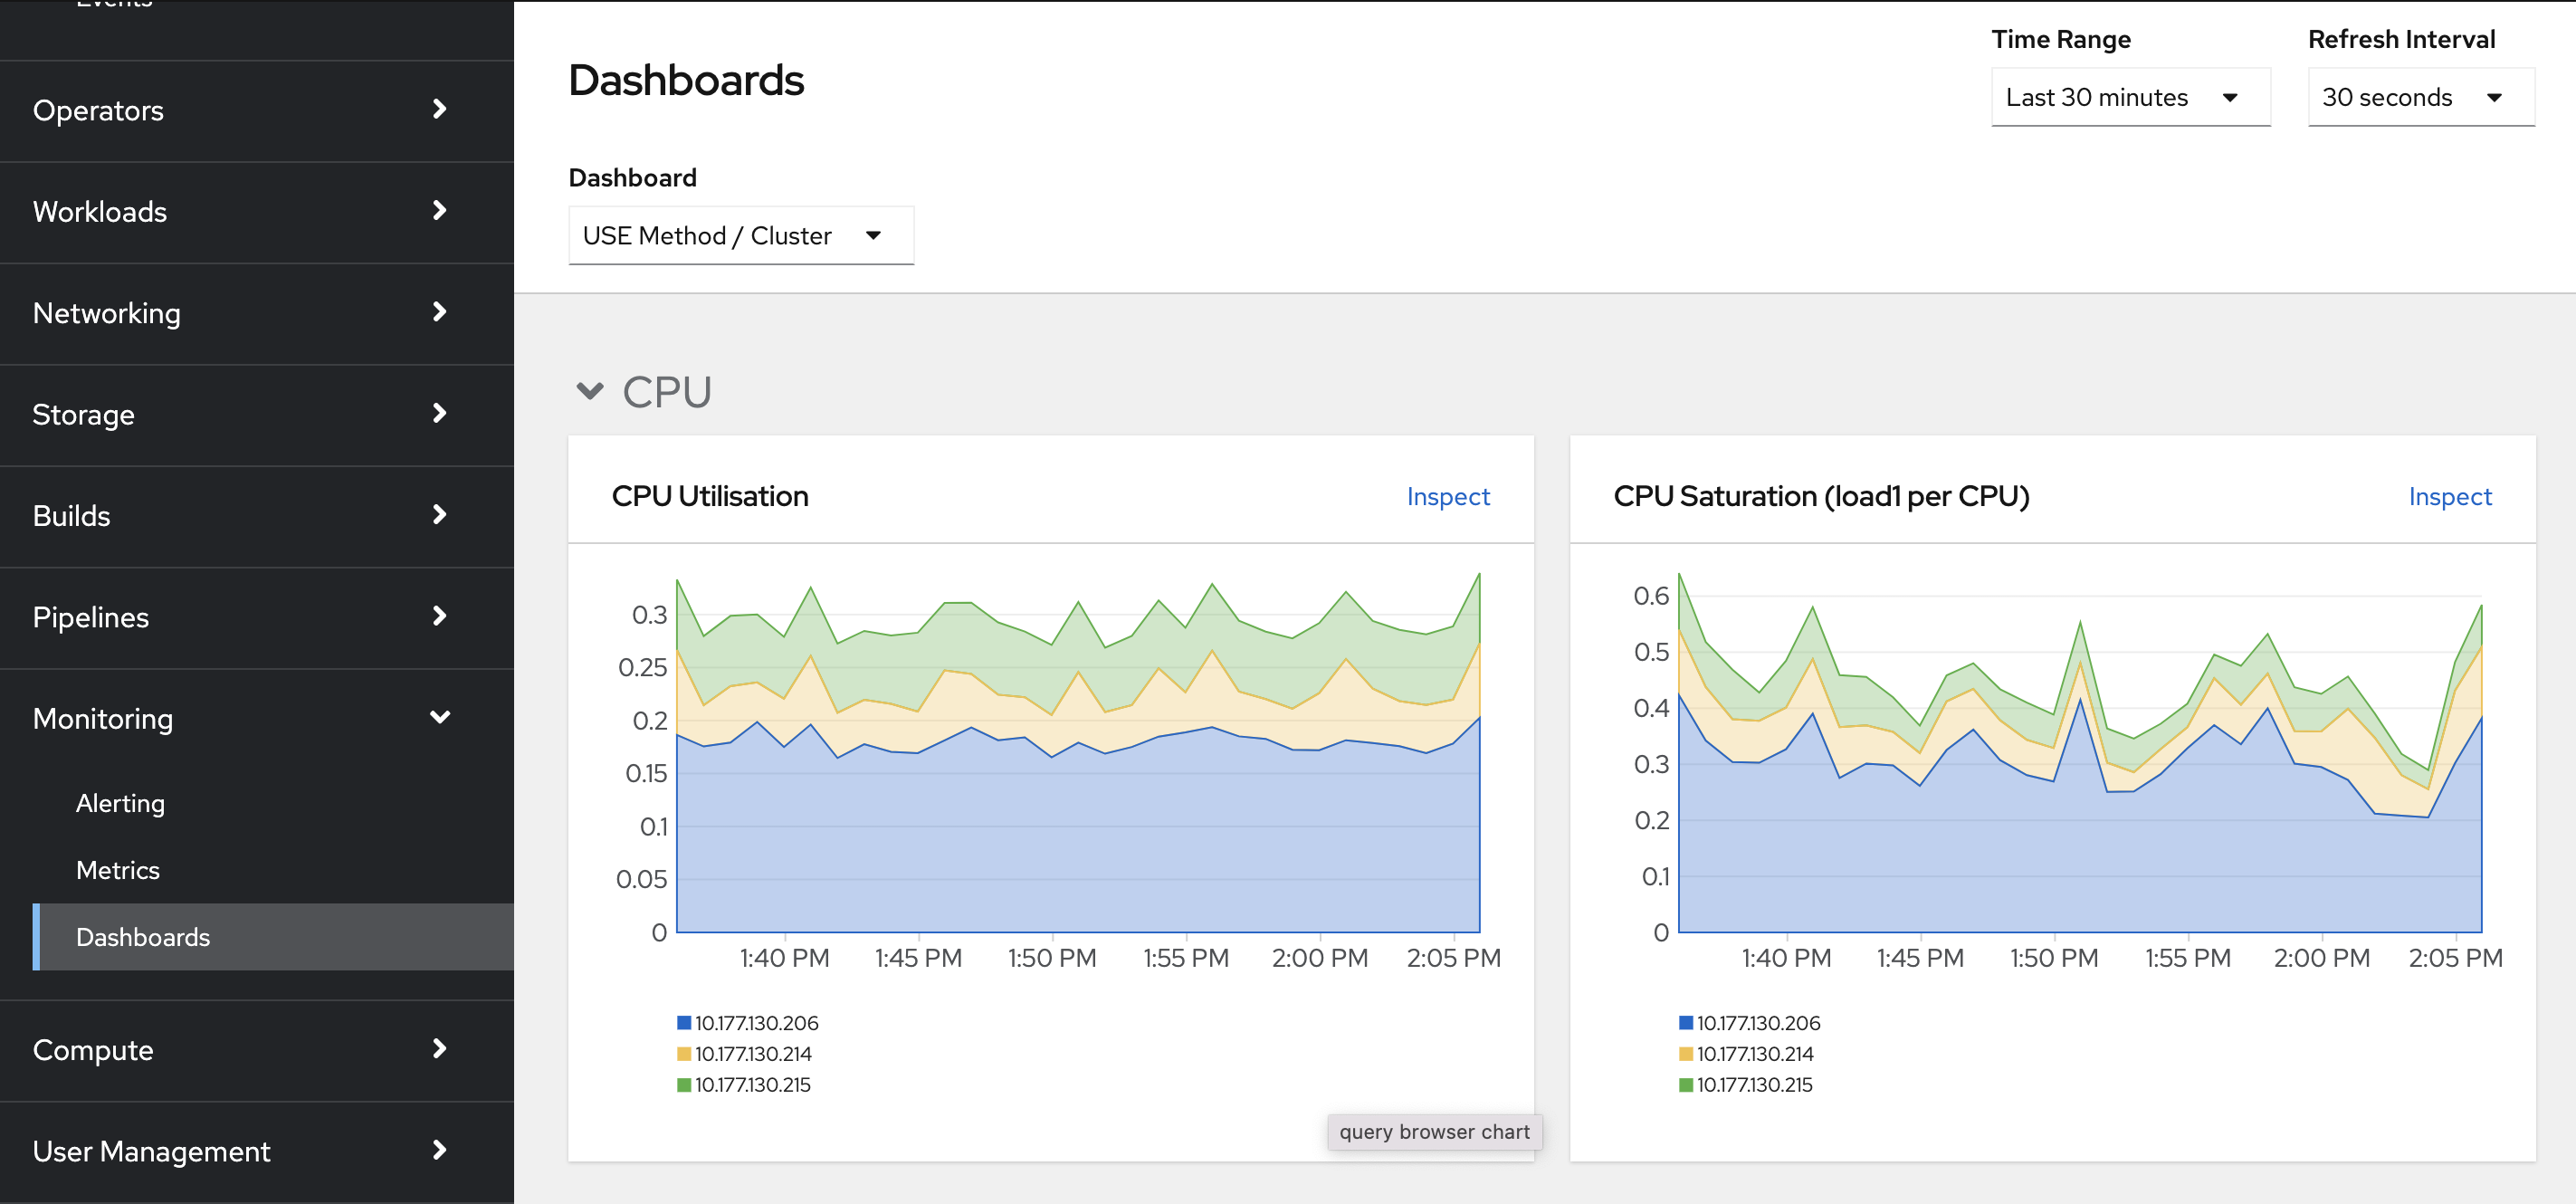 Events
Operators
Workloads
Networking
Storage
Builds
Pipelines
Monitoring
Alerting
Metrics
Dashboards
Compute
User Management
Dashboards
Time Range
Refresh Interval
Last 30 minutes
30 seconds
Dashboard
USE Method / Cluster
CPU
CPU Utilisation
Inspect
0.3
0.25
0.2
0.15
0.1
0.05
0
1:40 PM 1:45 PM 1:50 PM 1:55 PM 2:00 PM 2:05 PM
10.177.130.206
10.177.130.214
10.177.130.215
query browser chart
CPU Saturation (load1 per CPU)
Inspect
0.6
0.5
0.4
0.3
0.2
0.1
0
1:40 PM 1:45 PM 1:50 PM 1:55 PM 2:00 PM 2:05 PM
10.177.130.206
10.177.130.214
10.177.130.215